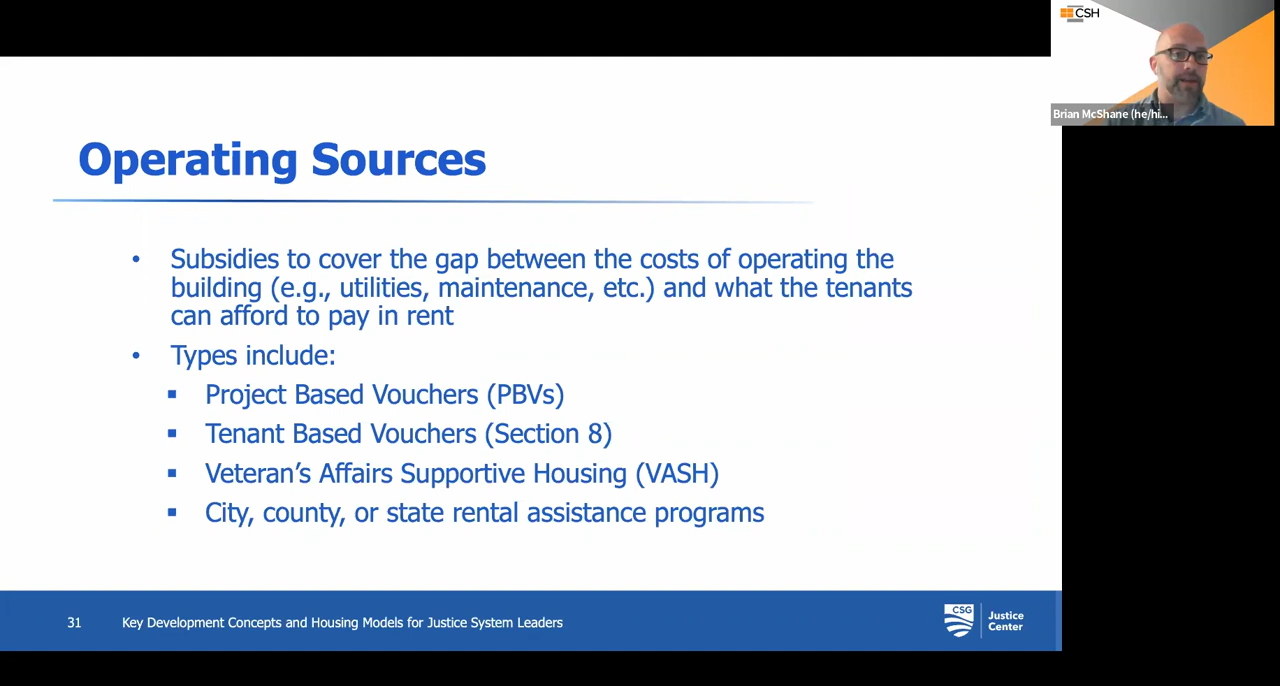 CSH
Brian McShane (he/hi...
Operating Sources
• Subsidies to cover the gap between the costs of operating the
building (e.g., utilities, maintenance, etc.) and what the tenants
can afford to pay in rent
• Types include:
▪ Project Based Vouchers (PBVs)
▪ Tenant Based Vouchers (Section 8)
▪ Veteran’s Affairs Supportive Housing (VASH)
▪ City, county, or state rental assistance programs
31 Key Development Concepts and Housing Models for Justice System Leaders
CSG
Justice
Center